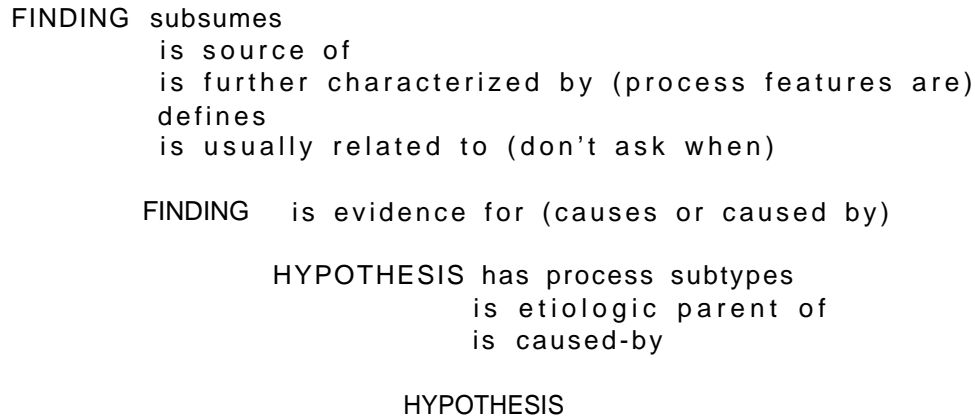 FINDING subsumes
is source of
is further characterized by (process features are)
defines
is usually related to (don't ask when)
FINDING is evidence for (causes or caused by)
HYPOTHESIS has process subtypes
is etiologic parent of
is caused-by
HYPOTHESIS